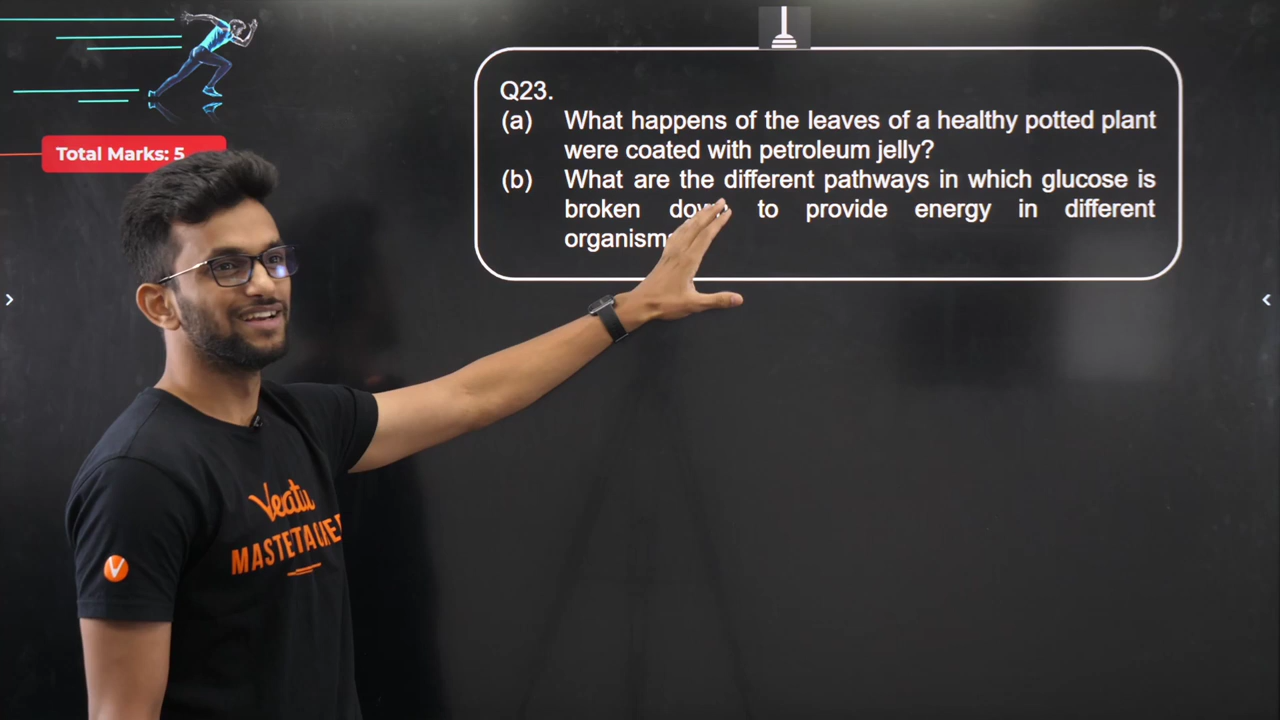 Total Marks: 5
Q23.
(a) What happens of the leaves of a healthy potted plant
were coated with petroleum jelly?
(b) What are the different pathways in which glucose is
broken to provide energy in different
Vedantu
V